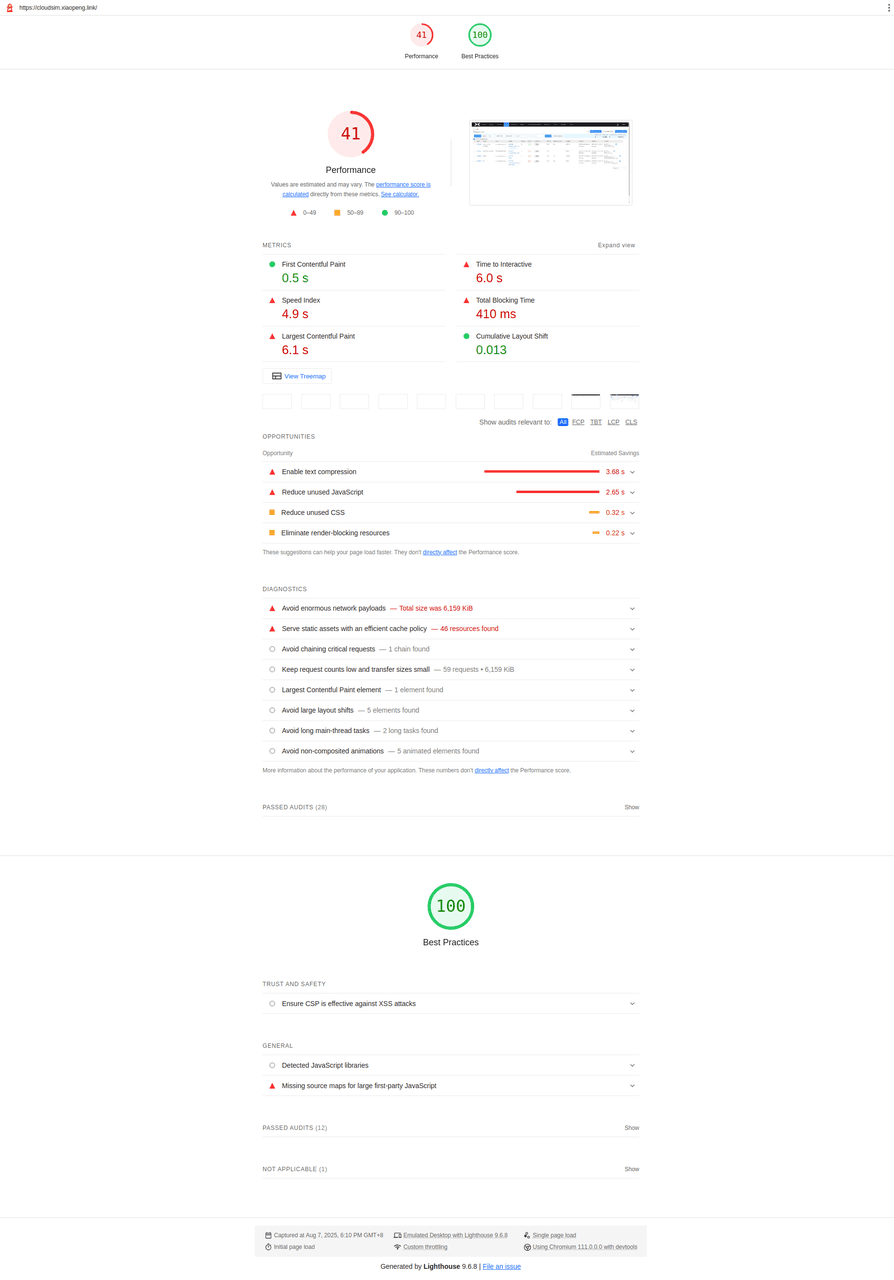 https://cloudsim.xiaopeng.link/
41
100
Performance
Best Practices
41
Performance
Values are estimated and may vary. The performance score is
calculated directly from these metrics. See calculator.
0–49
50–89
90–100
METRICS
Expand view
First Contentful Paint
0.5 s
Time to Interactive
6.0 s
Speed Index
4.9 s
Total Blocking Time
410 ms
Largest Contentful Paint
6.1 s
Cumulative Layout Shift
0.013
View Treemap
Show audits relevant to: All FCP TBT LCP CLS
OPPORTUNITIES
Opportunity
Estimated Savings
Enable text compression
3.68 s
Reduce unused JavaScript
2.65 s
Reduce unused CSS
0.32 s
Eliminate render-blocking resources
0.22 s
These suggestions can help your page load faster. They don't directly affect the Performance score.
DIAGNOSTICS
Avoid enormous network payloads — Total size was 6,159 KiB
Serve static assets with an efficient cache policy — 46 resources found
Avoid chaining critical requests — 1 chain found
Keep request counts low and transfer sizes small — 59 requests • 6,159 KiB
Largest Contentful Paint element — 1 element found
Avoid large layout shifts — 5 elements found
Avoid long main-thread tasks — 2 long tasks found
Avoid non-composited animations — 5 animated elements found
More information about the performance of your application. These numbers don't directly affect the Performance score.
PASSED AUDITS (28)
Show
100
Best Practices
TRUST AND SAFETY
Ensure CSP is effective against XSS attacks
GENERAL
Detected JavaScript libraries
Missing source maps for large first-party JavaScript
PASSED AUDITS (12)
Show
NOT APPLICABLE (1)
Show
Captured at Aug 7, 2025, 6:10 PM GMT+8
Emulated Desktop with Lighthouse 9.6.8
Single page load
Initial page load
Custom throttling
Using Chromium 111.0.0.0 with devtools
Generated by Lighthouse 9.6.8 | File an issue